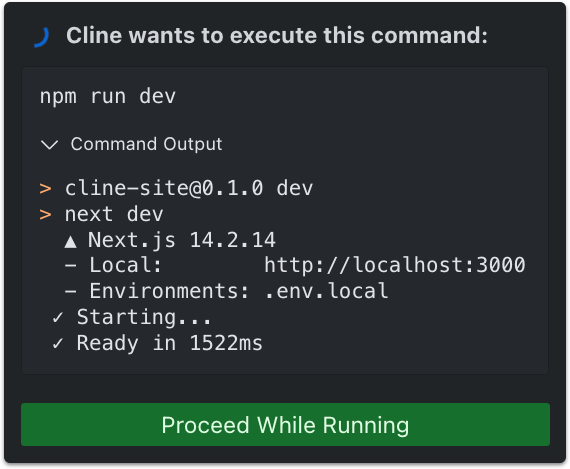 Cline wants to execute this command:
npm run dev
Command Output
> cline-site@0.1.0 dev
> next dev
▲ Next.js 14.2.14
- Local: http://localhost:3000
- Environments: .env.local
✓ Starting...
✓ Ready in 1522ms
Proceed While Running